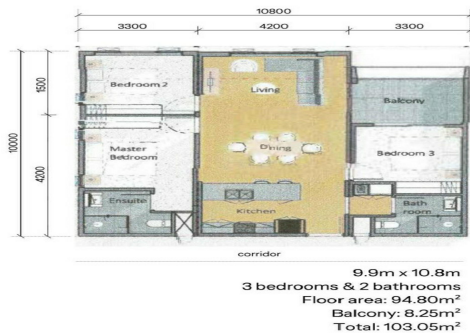 10800
3300 4200 3300
10000
1500
4200
Bedroom 2
Living
Balcony
Master
Bedroom
Dining
Bedroom 3
Ensuite
Kitchen
Bath
room
corridor
9.9m x 10.8m
3 bedrooms & 2 bathrooms
Floor area: 94.80m²
Balcony: 8.25m²
Total: 103.05m²